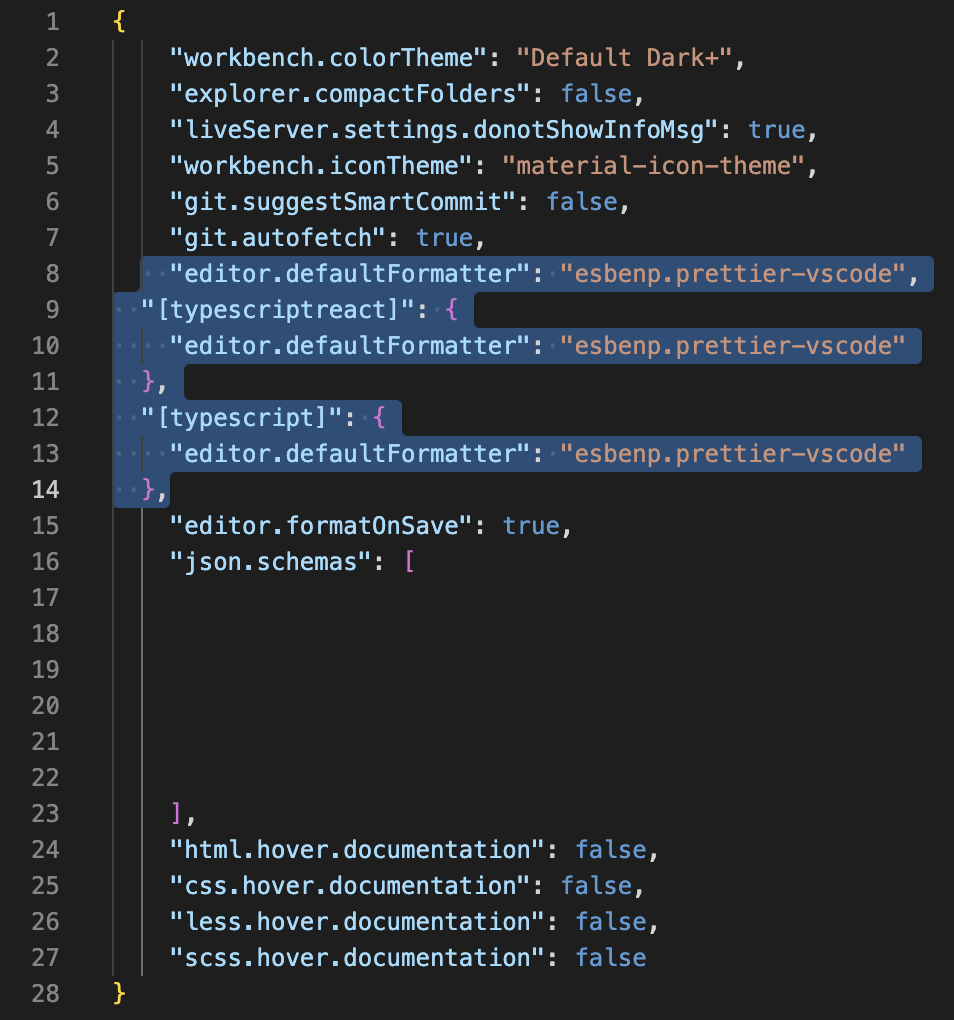 1 {
2 "workbench.colorTheme": "Default Dark+",
3 "explorer.compactFolders": false,
4 "liveServer.settings.donotShowInfoMsg": true,
5 "workbench.iconTheme": "material-icon-theme",
6 "git.suggestSmartCommit": false,
7 "git.autofetch": true,
8 "editor.defaultFormatter": "esbenp.prettier-vscode",
9 "[typescriptreact]": {
10 "editor.defaultFormatter": "esbenp.prettier-vscode"
11 },
12 "[typescript]": {
13 "editor.defaultFormatter": "esbenp.prettier-vscode"
14 },
15 "editor.formatOnSave": true,
16 "json.schemas": [
17
18
19
20
21
22
23 ],
24 "html.hover.documentation": false,
25 "css.hover.documentation": false,
26 "less.hover.documentation": false,
27 "scss.hover.documentation": false
28 }